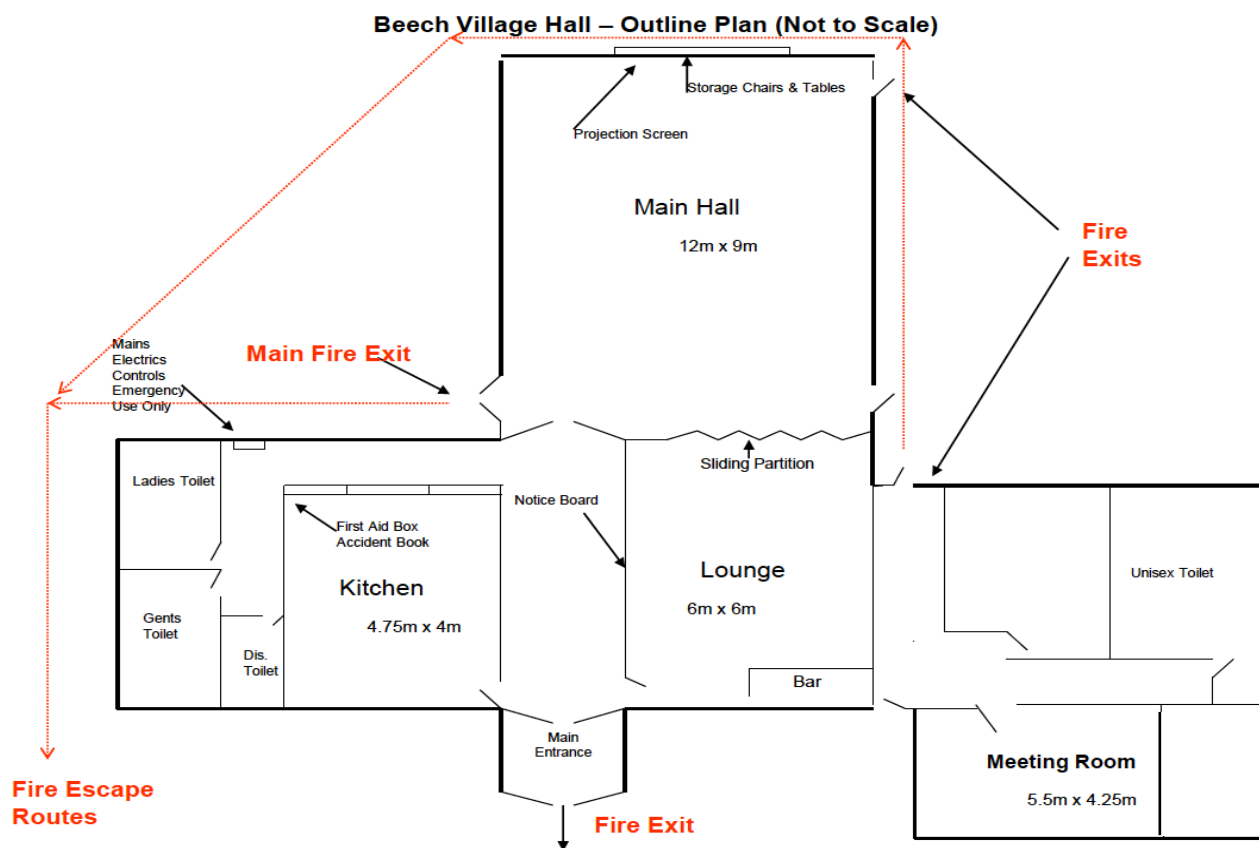 Beech Village Hall – Outline Plan (Not to Scale)
Storage Chairs & Tables
Projection Screen
Main Hall
12m x 9m
Fire
Exits
Mains
Electrics
Controls
Emergency
Use Only
Main Fire Exit
Sliding Partition
Ladies Toilet
Notice Board
First Aid Box
Accident Book
Kitchen
4.75m x 4m
Lounge
6m x 6m
Unisex Toilet
Gents
Toilet
Dis.
Toilet
Bar
Main
Entrance
Meeting Room
5.5m x 4.25m
Fire Escape
Routes
Fire Exit